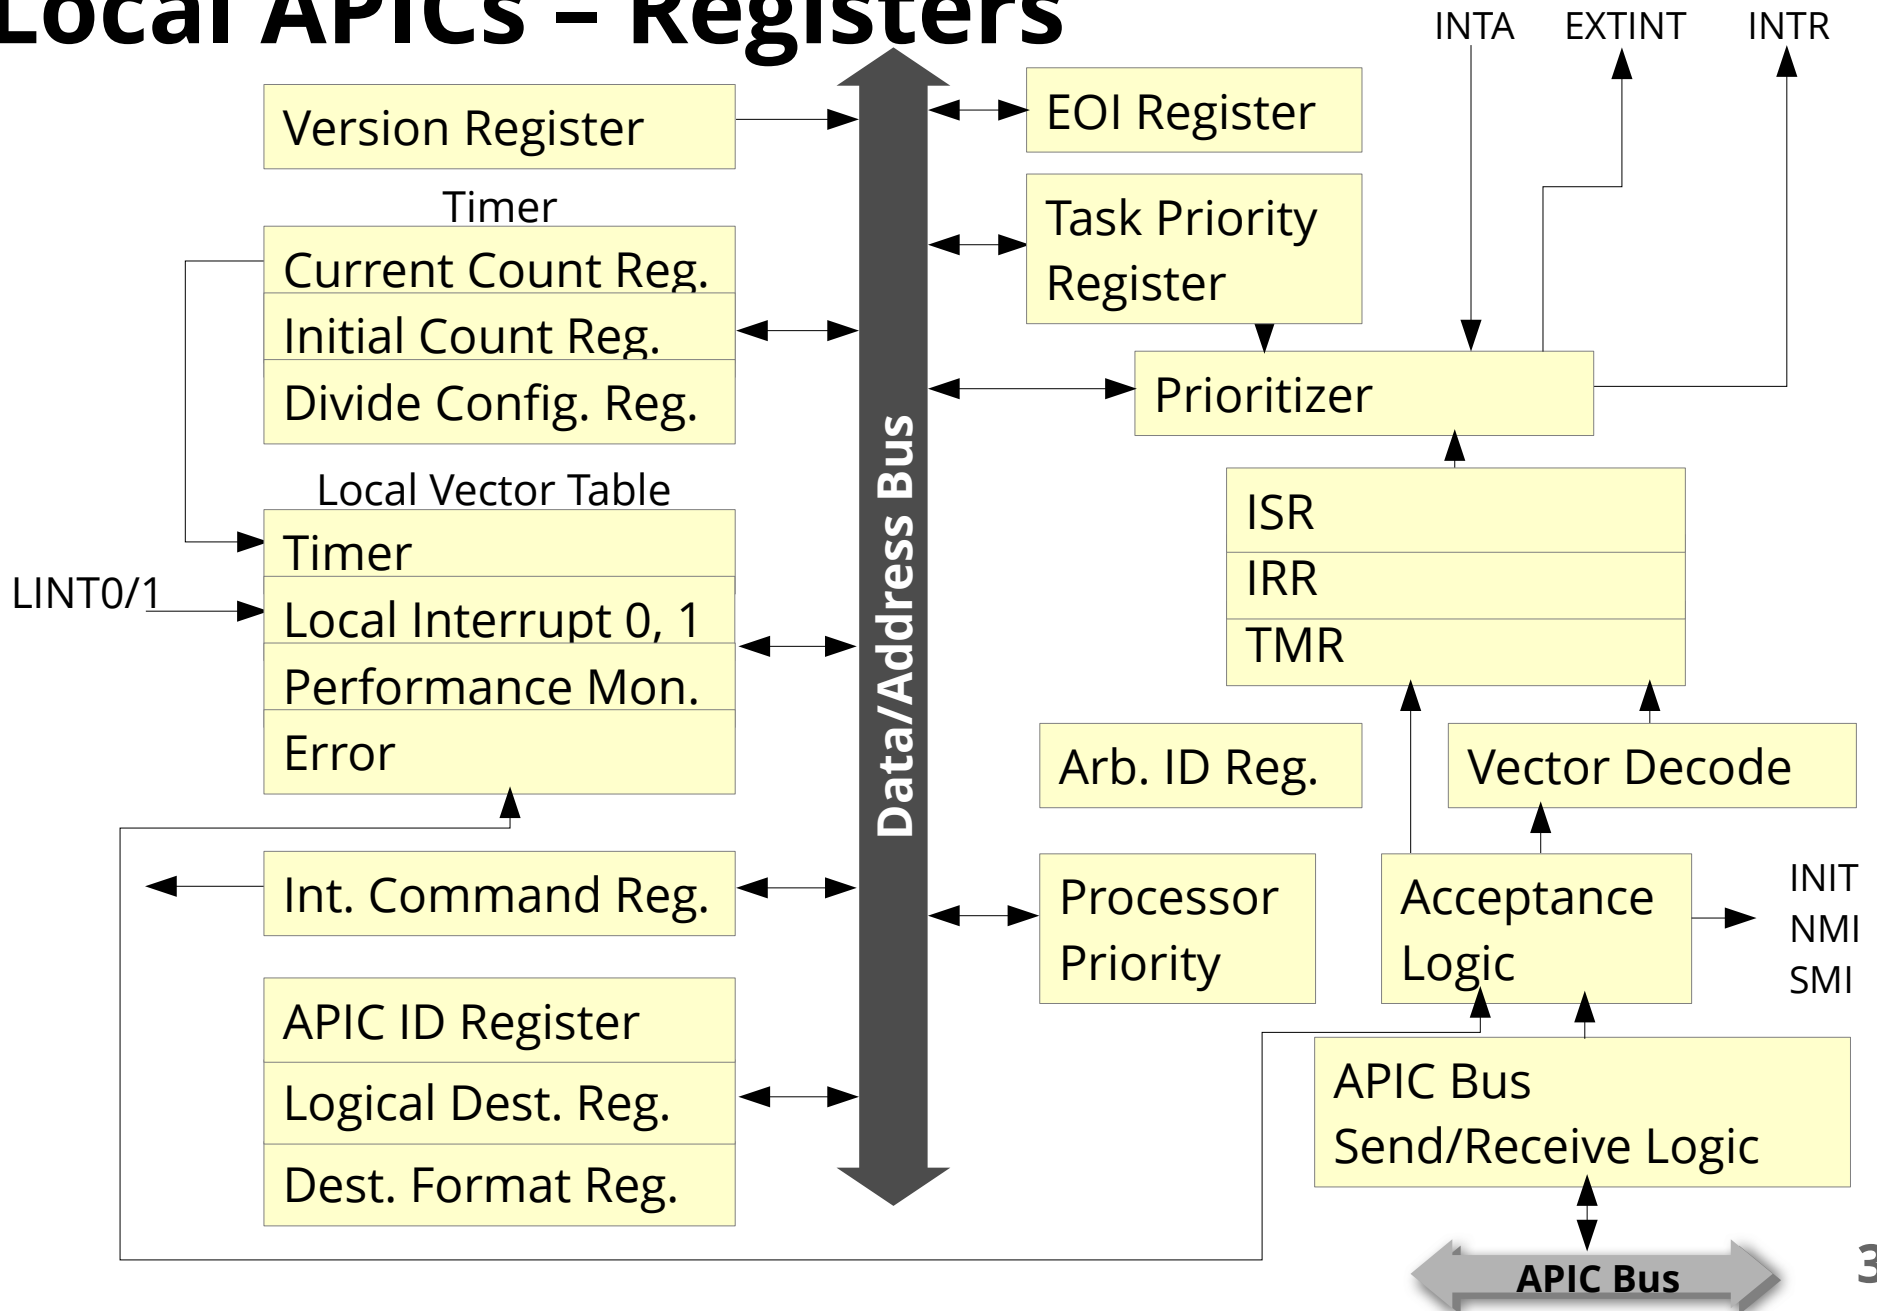 Local APICs – Registers
INTA
EXTINT
INTR
Version Register
Timer
Current Count Reg.
Initial Count Reg.
Divide Config. Reg.
Local Vector Table
Timer
LINT0/1
Local Interrupt 0, 1
Performance Mon.
Error
Int. Command Reg.
APIC ID Register
Logical Dest. Reg.
Dest. Format Reg.
Data/Address Bus
EOI Register
Task Priority
Register
Prioritizer
ISR
IRR
TMR
Arb. ID Reg.
Vector Decode
Processor
Priority
Acceptance
Logic
INIT
NMI
SMI
APIC Bus
Send/Receive Logic
APIC Bus
3